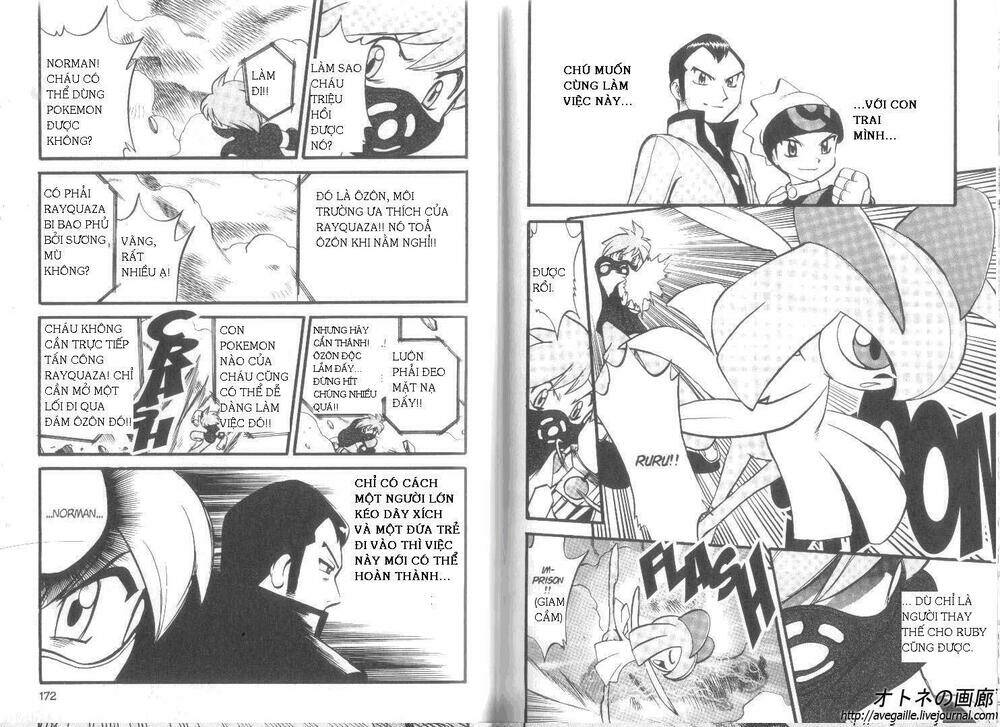 NORMAN!
CHÁU CÓ
THỂ DÙNG
POKEMON
ĐƯỢC
KHÔNG?
LÀM
ĐI!!
LÀM SAO
CHÁU
TRIỆU
HỒI
ĐƯỢC
NÓ?
CÓ PHẢI
RAYQUAZA
BI BAO PHỦ
BỞI SƯƠNG
MÙ
KHÔNG?
VÂNG,
RẤT
NHIỀU Ạ!
ĐÓ LÀ ÔZÔN, MÔI
TRƯỜNG ƯA THÍCH CỦA
RAYQUAZA!! NÓ TOẢ
ÔZÔN KHI NẰM NGHỈ!!
CHÁU KHÔNG
CẦN TRỰC TIẾP
TẤN CÔNG
RAYQUAZA! CHỈ
CẦN MỞ MỘT
LỐI ĐI QUA
ĐÁM ÔZÔN ĐÓ!!
CRASH
CON
POKEMON
NÀO CỦA
CHÁU CŨNG
CÓ THỂ DỄ
DÀNG LÀM
VIỆC ĐÓ!!
NHƯNG HÃY
CẨN THÀNH!
ÔZÔN ĐỘC
LẮM ĐẤY...
ĐỪNG HÍT
CHÚNG NHIỀU
QUÁ!!
LUÔN
PHẢI ĐEO
MẶT NẠ
ĐẤY!!
...NORMAN...
CHỈ CÓ CÁCH
MỘT NGƯỜI LỚN
KÉO DÂY XÍCH
VÀ MỘT ĐỨA TRẺ
ĐI VÀO THÌ VIỆC
NÀY MỚI CÓ THỂ
HOÀN THÀNH...
172
CHÚ MUỐN
CÙNG LÀM
VIỆC NÀY...
...VỚI CON
TRAI
MÌNH...
ĐƯỢC
RỒI.
RURU!!
IM-
PRISON!!
(GIAM
CẦM)
FLASH
... DÙ CHỈ LÀ
NGƯỜI THAY
THẾ CHO RUBY
CŨNG ĐƯỢC.
オトネの画廊
http://avegaille.livejournal.com